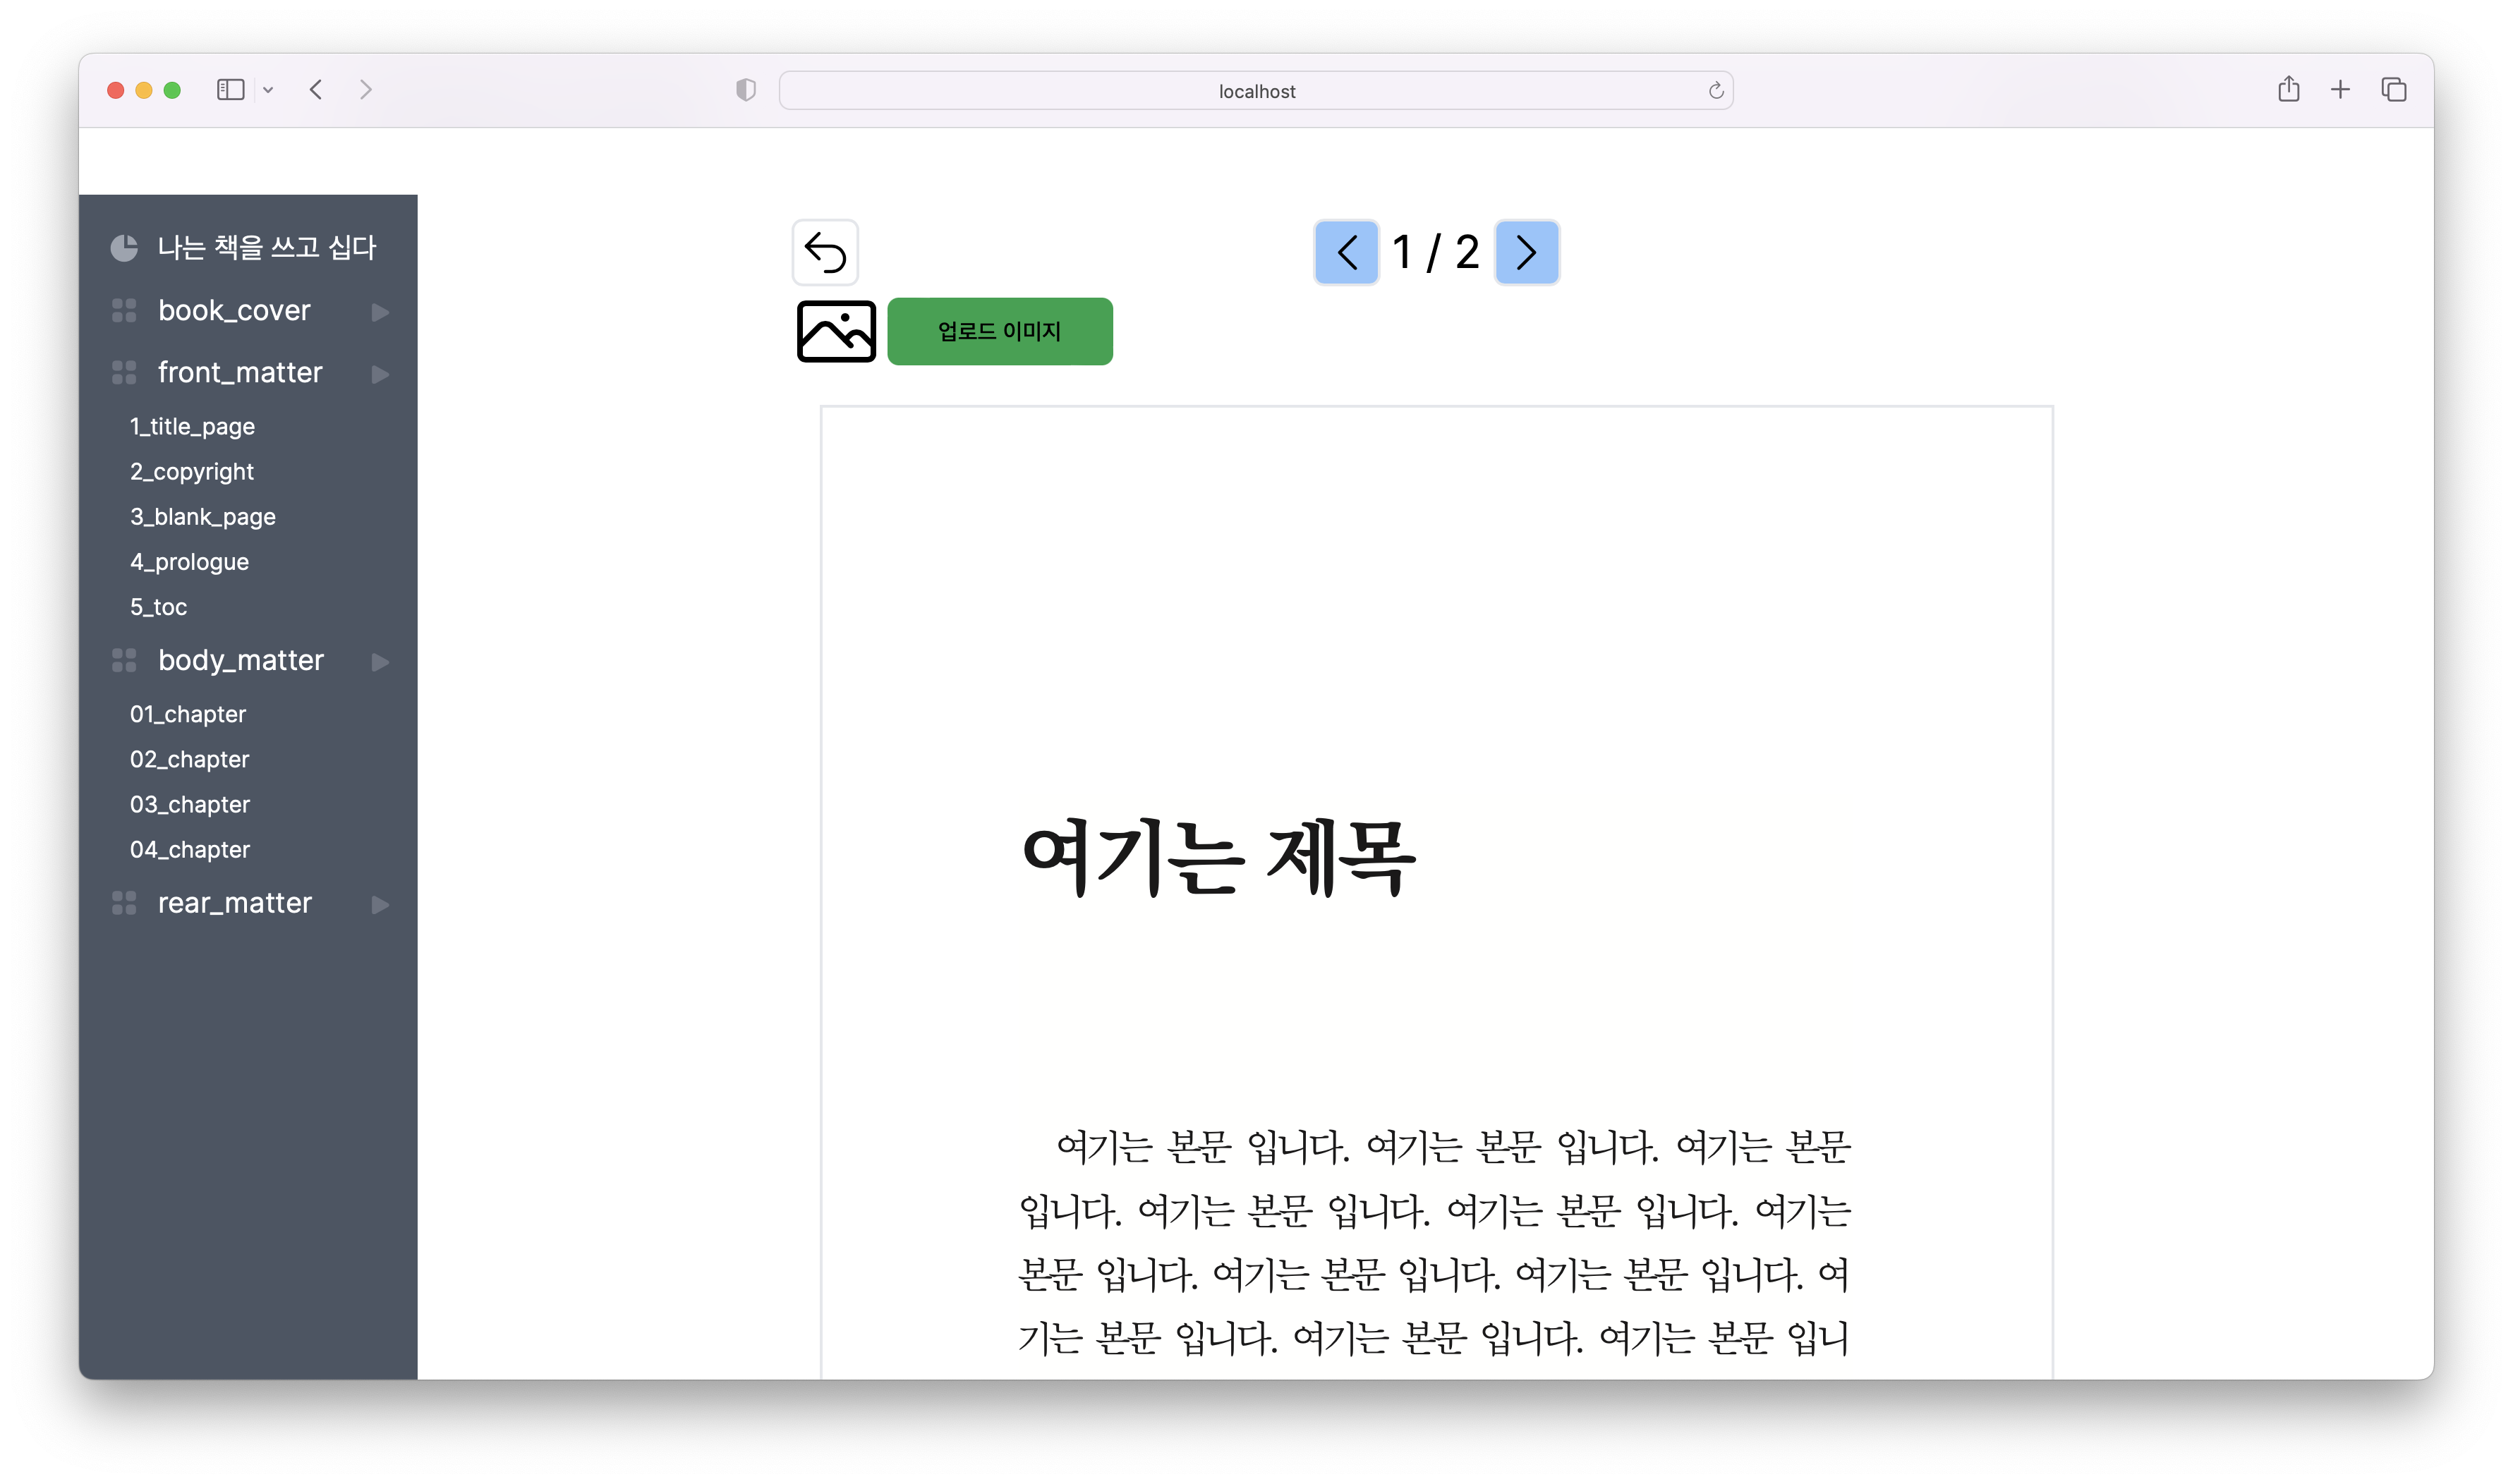 localhost
나는 책을 쓰고 십다
book_cover
front_matter
1_title_page
2_copyright
3_blank_page
4_prologue
5_toc
body_matter
01_chapter
02_chapter
03_chapter
04_chapter
rear_matter
1 / 2
업로드 이미지
여기는 제목
여기는 본문 입니다. 여기는 본문 입니다. 여기는 본문
입니다. 여기는 본문 입니다. 여기는 본문 입니다. 여기는
본문 입니다. 여기는 본문 입니다. 여기는 본문 입니다. 여
기는 본문 입니다. 여기는 본문 입니다. 여기는 본문 입니